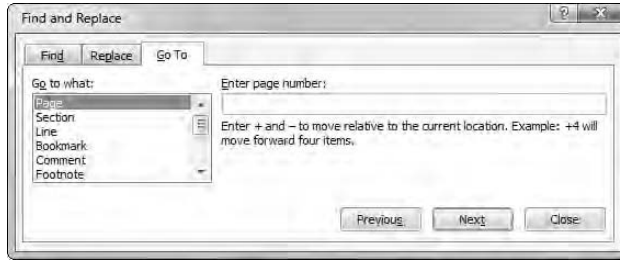 Find and Replace
Find Replace Go To
Go to what:
Page
Section
Line
Bookmark
Comment
Footnote
Enter page number:
Enter + and – to move relative to the current location. Example: +4 will
move forward four items.
Previous Next Close